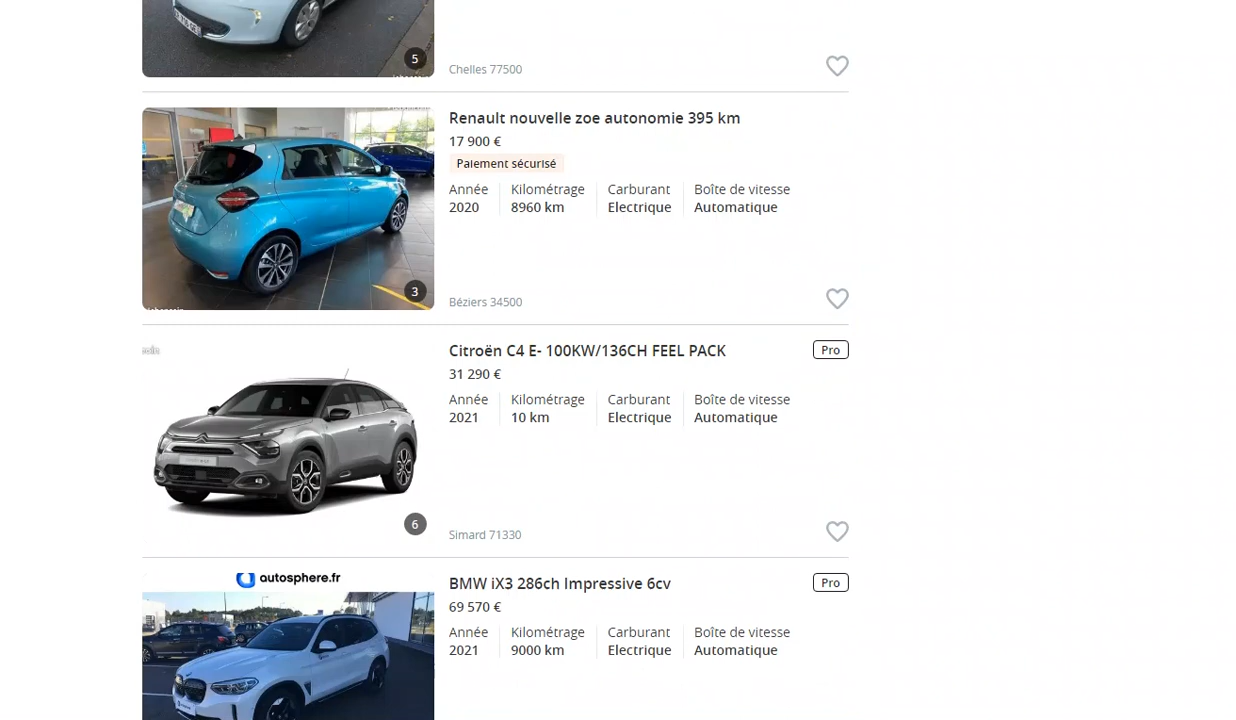 5
Chelles 77500
Renault nouvelle zoe autonomie 395 km
17 900 €
Paiement sécurisé
Année Kilométrage Carburant Boîte de vitesse
2020 8960 km Electrique Automatique
3
Béziers 34500
Citroën C4 E- 100KW/136CH FEEL PACK
Pro
31 290 €
Année Kilométrage Carburant Boîte de vitesse
2021 10 km Electrique Automatique
6
Simard 71330
autosphere.fr
BMW iX3 286ch Impressive 6cv
Pro
69 570 €
Année Kilométrage Carburant Boîte de vitesse
2021 9000 km Electrique Automatique